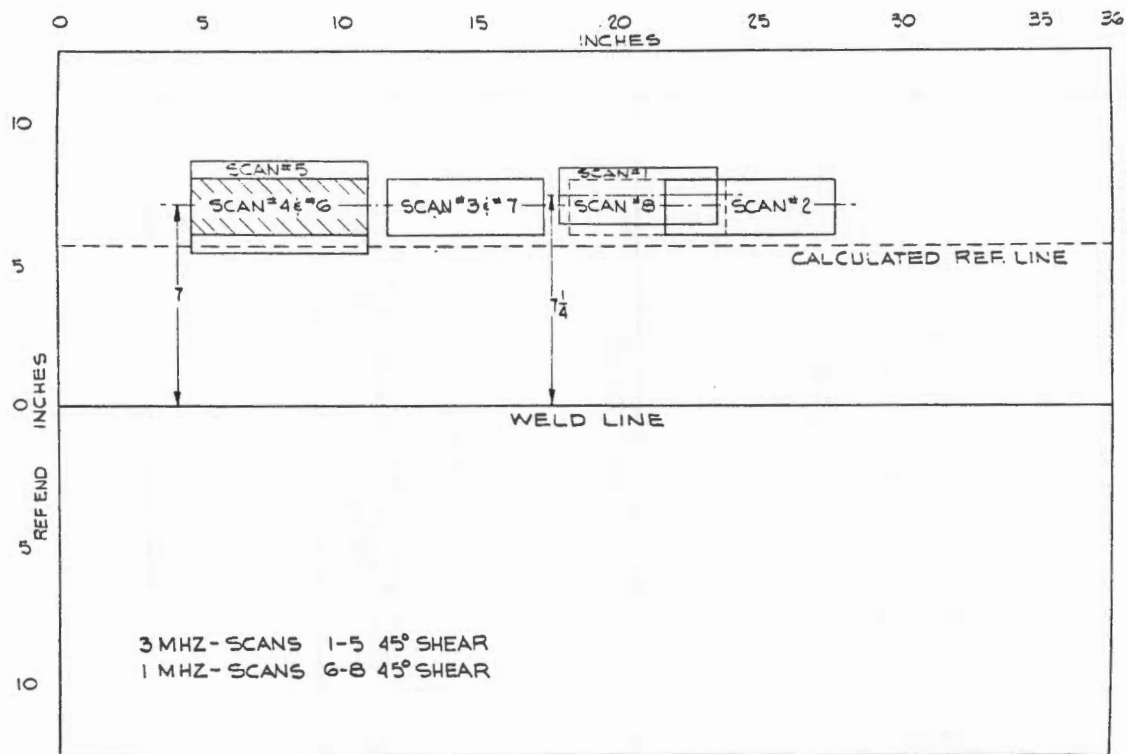 0 5 10 15 20 25 30 35 36
INCHES
10
5
0
5
10
REF END INCHES
SCAN #5
SCAN #4 & #6
SCAN #3 & #7
SCAN #1
SCAN #8
SCAN #2
CALCULATED REF. LINE
7
7 1/4
WELD LINE
3 MHZ - SCANS 1-5 45° SHEAR
1 MHZ - SCANS 6-8 45° SHEAR